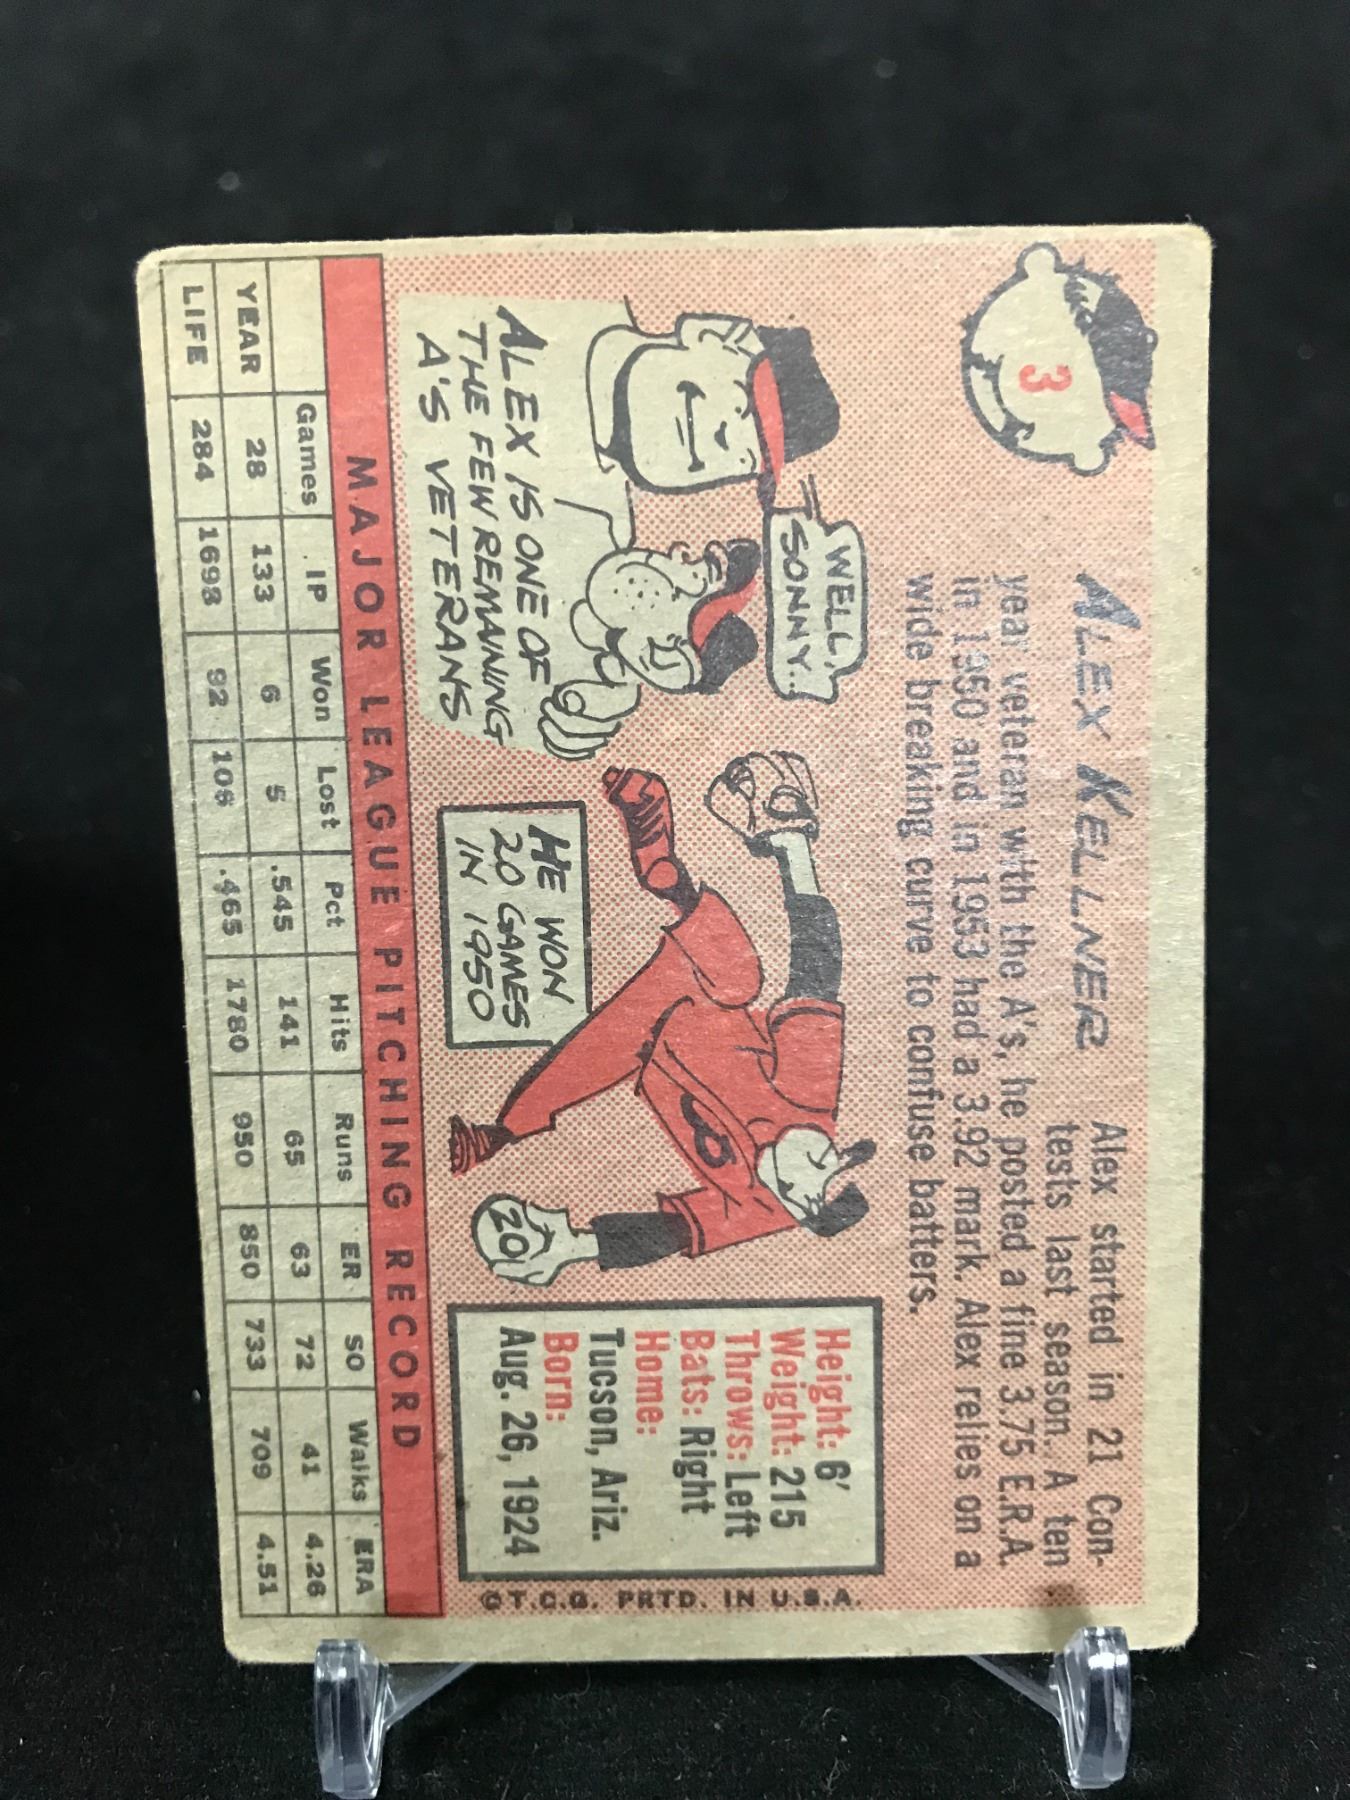 3
ALEX KELLNER
Alex started in 21 Con-
tests last season. A ten
year veteran with the A's, he posted a fine 3.75 E.R.A.
in 1950 and in 1953 had a 3.92 mark. Alex relies on a
wide breaking curve to confuse batters.
WELL,
SONNY...
ALEX IS ONE OF
THE FEW REMAINING
A'S VETERANS
HE WON
20 GAMES
IN 1950
20
Height: 6'
Weight: 215
Throws: Left
Bats: Right
Home:
Tucson, Ariz.
Born:
Aug. 26, 1924
©T.C.G. PRTD. IN U.S.A.
MAJOR LEAGUE PITCHING RECORD
Games IP Won Lost Pct Hits Runs ER SO Walks ERA
YEAR 28 133 6 5 .545 141 65 63 72 41 4.26
LIFE 284 1693 92 106 .465 1780 950 850 733 709 4.51